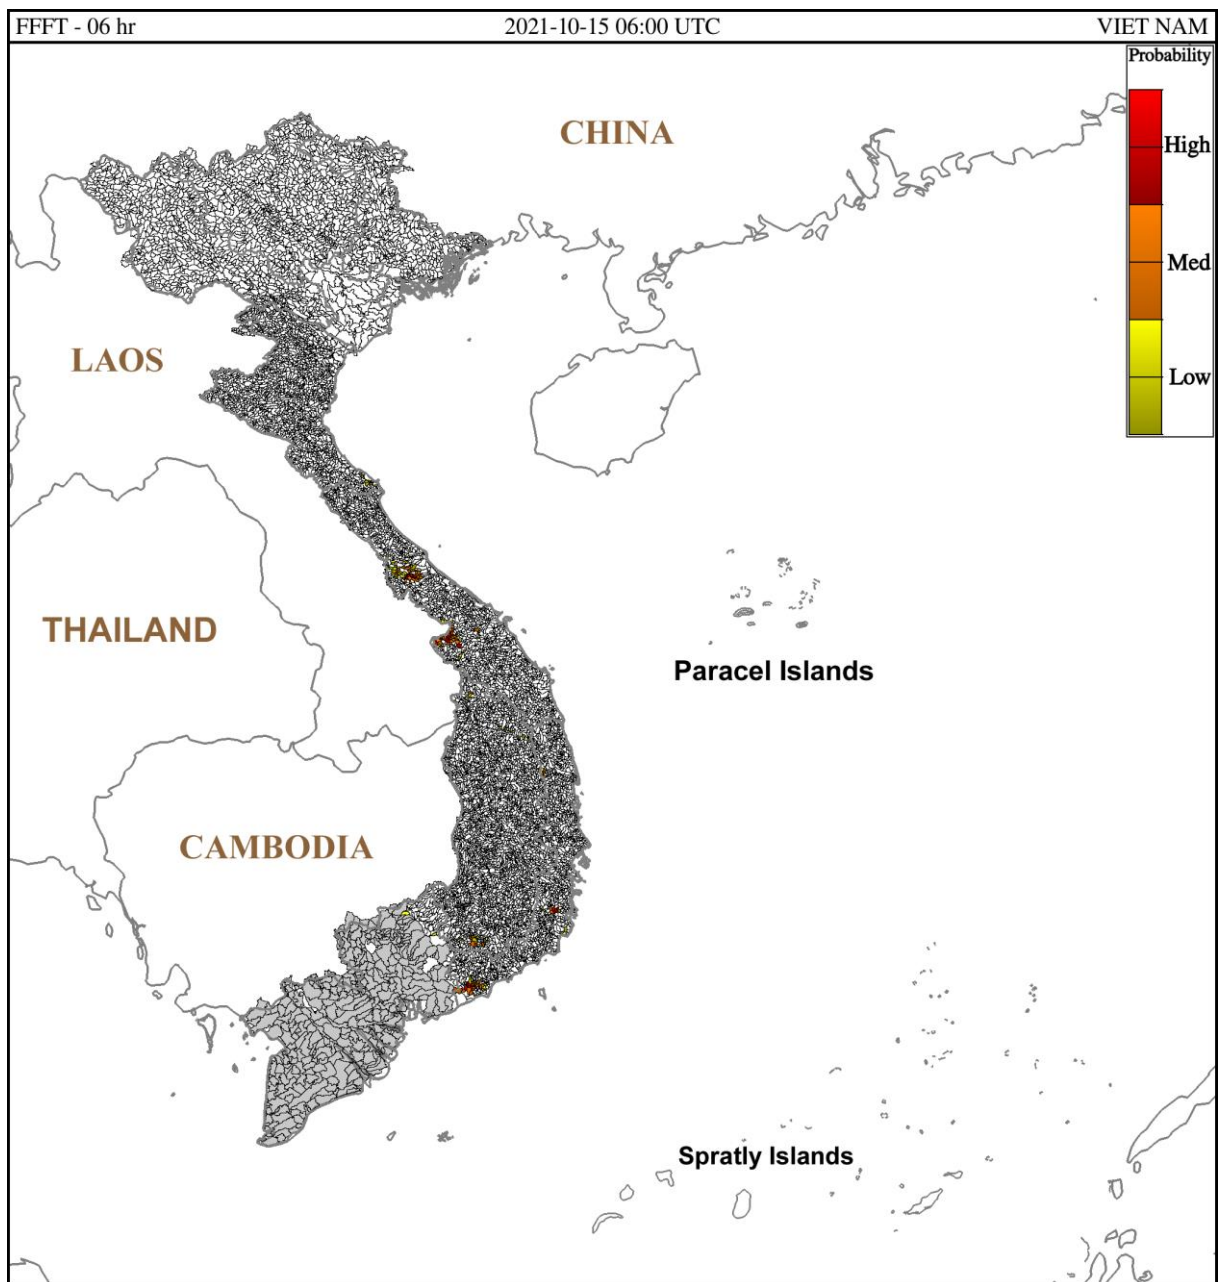 FFFT - 06 hr
2021-10-15 06:00 UTC
VIET NAM
Probability
CHINA
High
Med
LAOS
Low
THAILAND
Paracel Islands
CAMBODIA
Spratly Islands